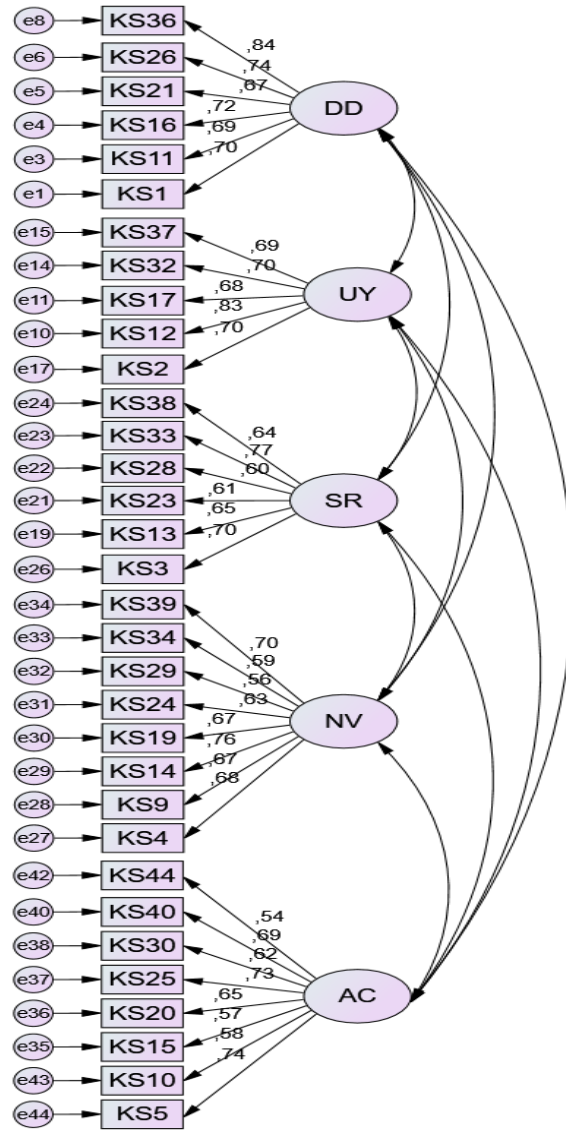 e8 KS36
,84
e6 KS26
,74
e5 KS21
,67
DD
e4 KS16
,72
e3 KS11
,69
,70
e1 KS1
e15 KS37
,69
e14 KS32
,70
UY
e11 KS17
,68
e10 KS12
,83
,70
e17 KS2
e24 KS38
,64
e23 KS33
,77
e22 KS28
,60
e21 KS23
,61
SR
e19 KS13
,65
,70
e26 KS3
e34 KS39
,70
e33 KS34
,59
e32 KS29
,56
e31 KS24
,63
NV
e30 KS19
,67
e29 KS14
,76
,67
e28 KS9
,68
e27 KS4
e42 KS44
,54
e40 KS40
,69
e38 KS30
,62
e37 KS25
,73
AC
e36 KS20
,65
e35 KS15
,57
,58
e43 KS10
,74
e44 KS5